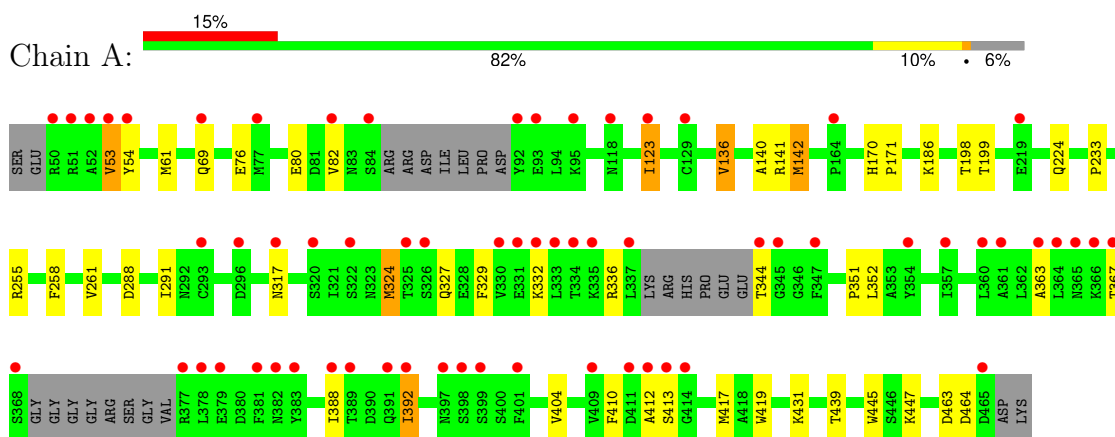 15%
Chain A:
82% 10% • 6%
SER GLU R50 R51 A52 V53 Y54 M61 Q69 E76 M77 E80 D81 V82 N83 S84 ARG ARG ASP ILE LEU PRO ASP Y92 E93 L94 K95 N118 I123 C129 V136 A140 R141 M142 P164 H170 P171 K186 T198 T199 E219 Q224 P233
R255 F258 V261 D288 I291 N292 C293 D296 N317 S320 I321 S322 N323 M324 T325 S326 Q327 E328 F329 V330 E331 K332 L333 T334 K335 R336 L337 LYS ARG HIS PRO GLU GLU T344 G345 G346 F347 P351 L352 A353 Y354 I357 L360 A361 L362 A363 L364 N365 K366 T367
S368 GLY GLY GLY GLY ARG SER GLY VAL R377 L378 E379 D380 F381 N382 Y383 I388 T389 D390 Q391 I392 N397 S398 S399 S400 F401 V404 V409 F410 D411 A412 S413 G414 M417 A418 W419 K431 T439 W445 S446 K447 D463 D464 D465 ASP LYS